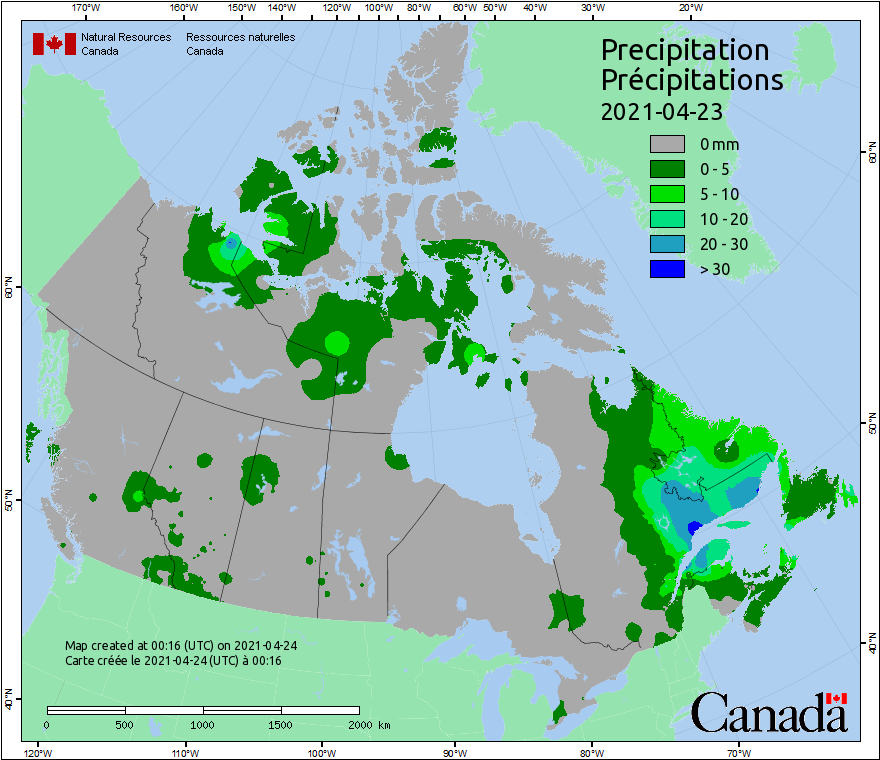 170°W 160°W 150°W 140°W 120°W 100°W 80°W 60°W 50°W 40°W 30°W 20°W
Natural Resources Canada
Ressources naturelles Canada
Precipitation
Précipitations
2021-04-23
0 mm
0 - 5
5 - 10
10 - 20
20 - 30
> 30
60°N
50°N
40°N
60°N
50°N
40°N
Map created at 00:16 (UTC) on 2021-04-24
Carte créée le 2021-04-24 (UTC) à 00:16
0 500 1000 1500 2000 km
Canada
120°W 110°W 100°W 90°W 80°W 70°W